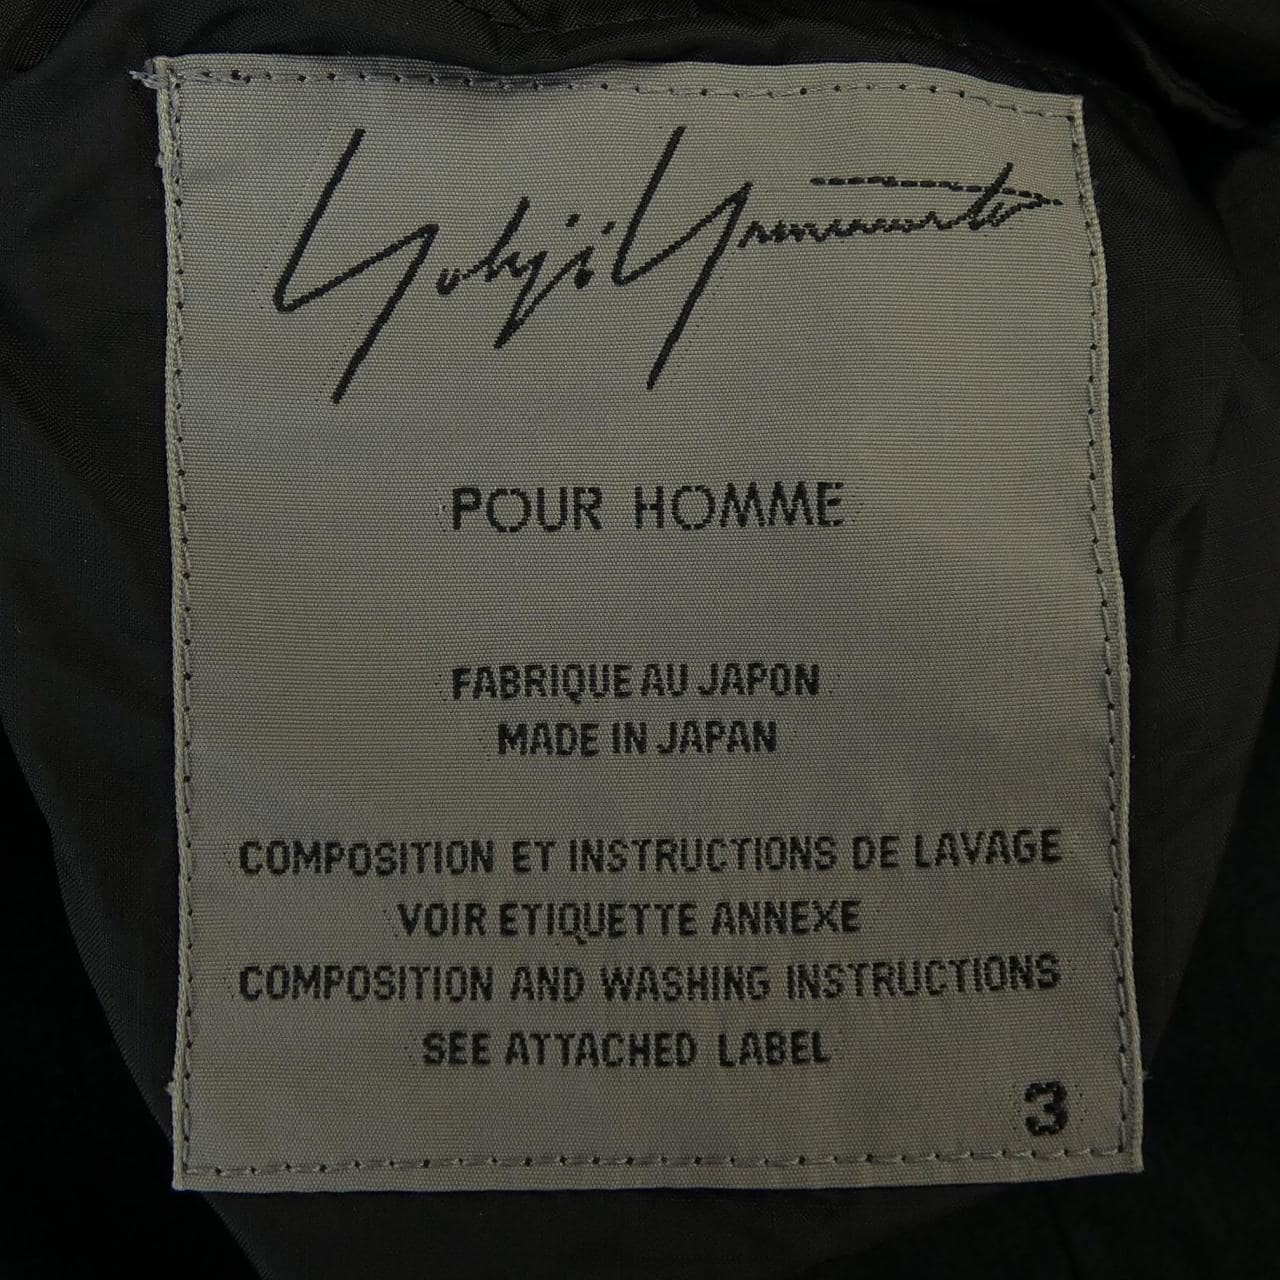 Yohji Yamamoto
POUR HOMME
FABRIQUE AU JAPON
MADE IN JAPAN
COMPOSITION ET INSTRUCTIONS DE LAVAGE
VOIR ETIQUETTE ANNEXE
COMPOSITION AND WASHING INSTRUCTIONS
SEE ATTACHED LABEL
3